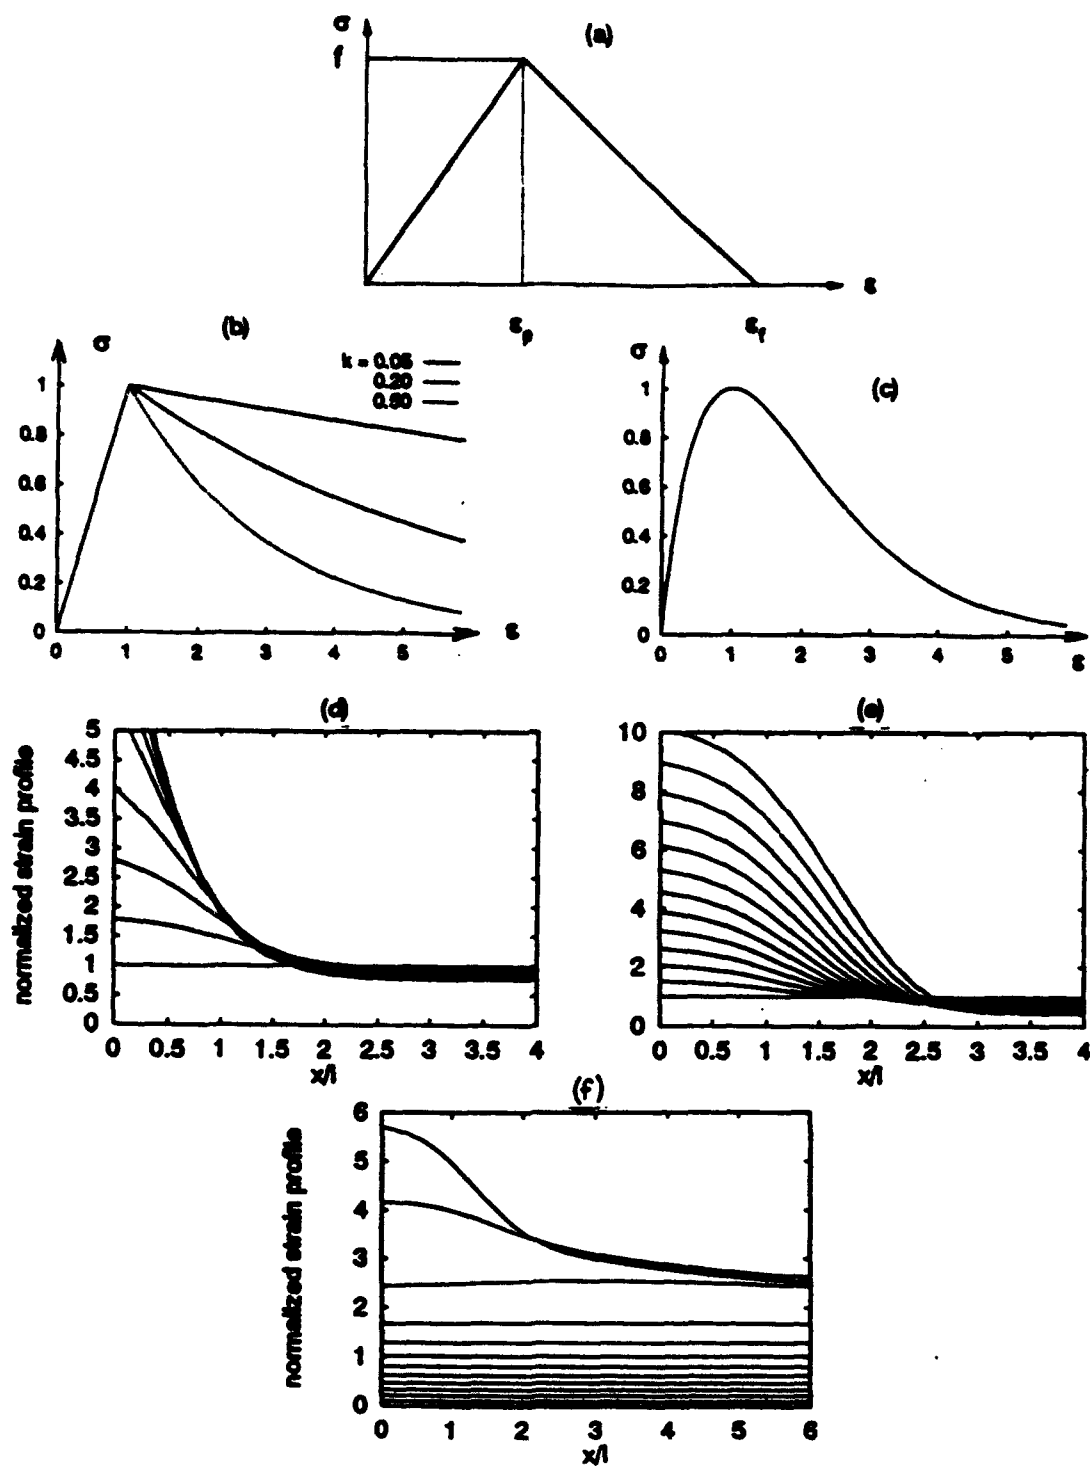 σ (a)
f
ε
ε_p ε_f
(b)
σ
k = 0.05
0.20
0.50
1
0.8
0.6
0.4
0.2
0
0 1 2 3 4 5
ε
σ
(c)
1
0.8
0.6
0.4
0.2
0
0 1 2 3 4 5
ε
(d)
normalized strain profile
5
4.5
4
3.5
3
2.5
2
1.5
1
0.5
0
0 0.5 1 1.5 2 2.5 3 3.5 4
x/l
(e)
10
8
6
4
2
0
0 0.5 1 1.5 2 2.5 3 3.5 4
x/l
(f)
normalized strain profile
6
5
4
3
2
1
0
0 1 2 3 4 5 6
x/l